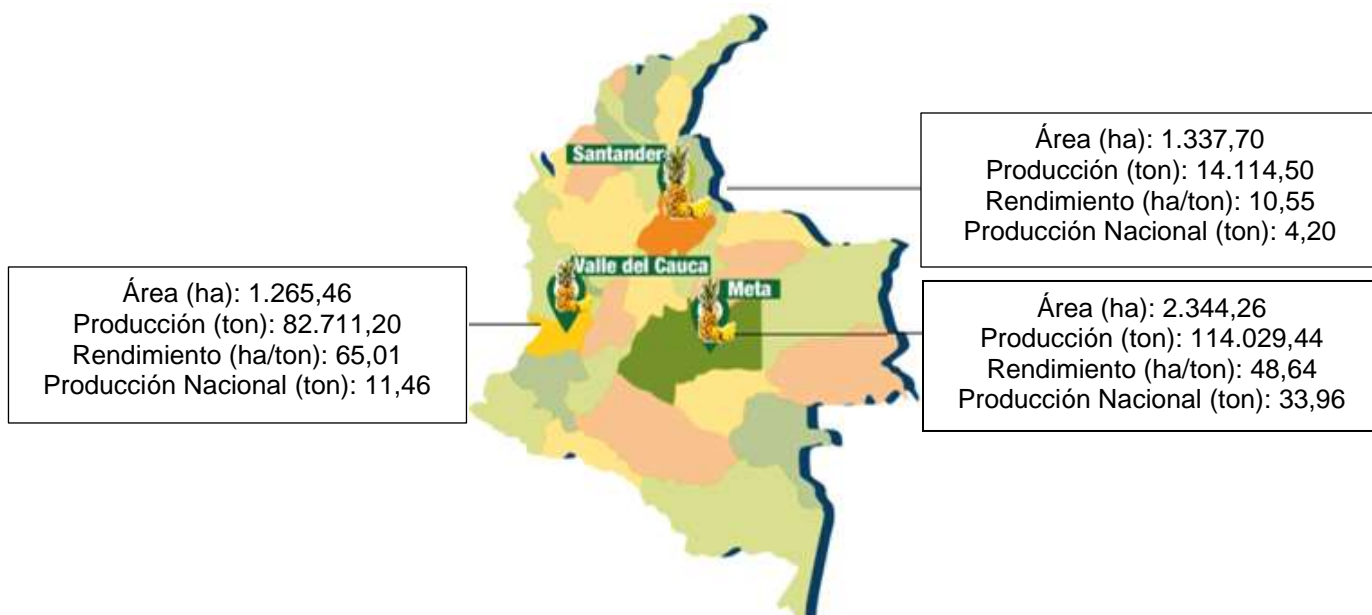 Santander
Área (ha): 1.337,70
Producción (ton): 14.114,50
Rendimiento (ha/ton): 10,55
Producción Nacional (ton): 4,20
Valle del Cauca
Área (ha): 1.265,46
Producción (ton): 82.711,20
Rendimiento (ha/ton): 65,01
Producción Nacional (ton): 11,46
Meta
Área (ha): 2.344,26
Producción (ton): 114.029,44
Rendimiento (ha/ton): 48,64
Producción Nacional (ton): 33,96